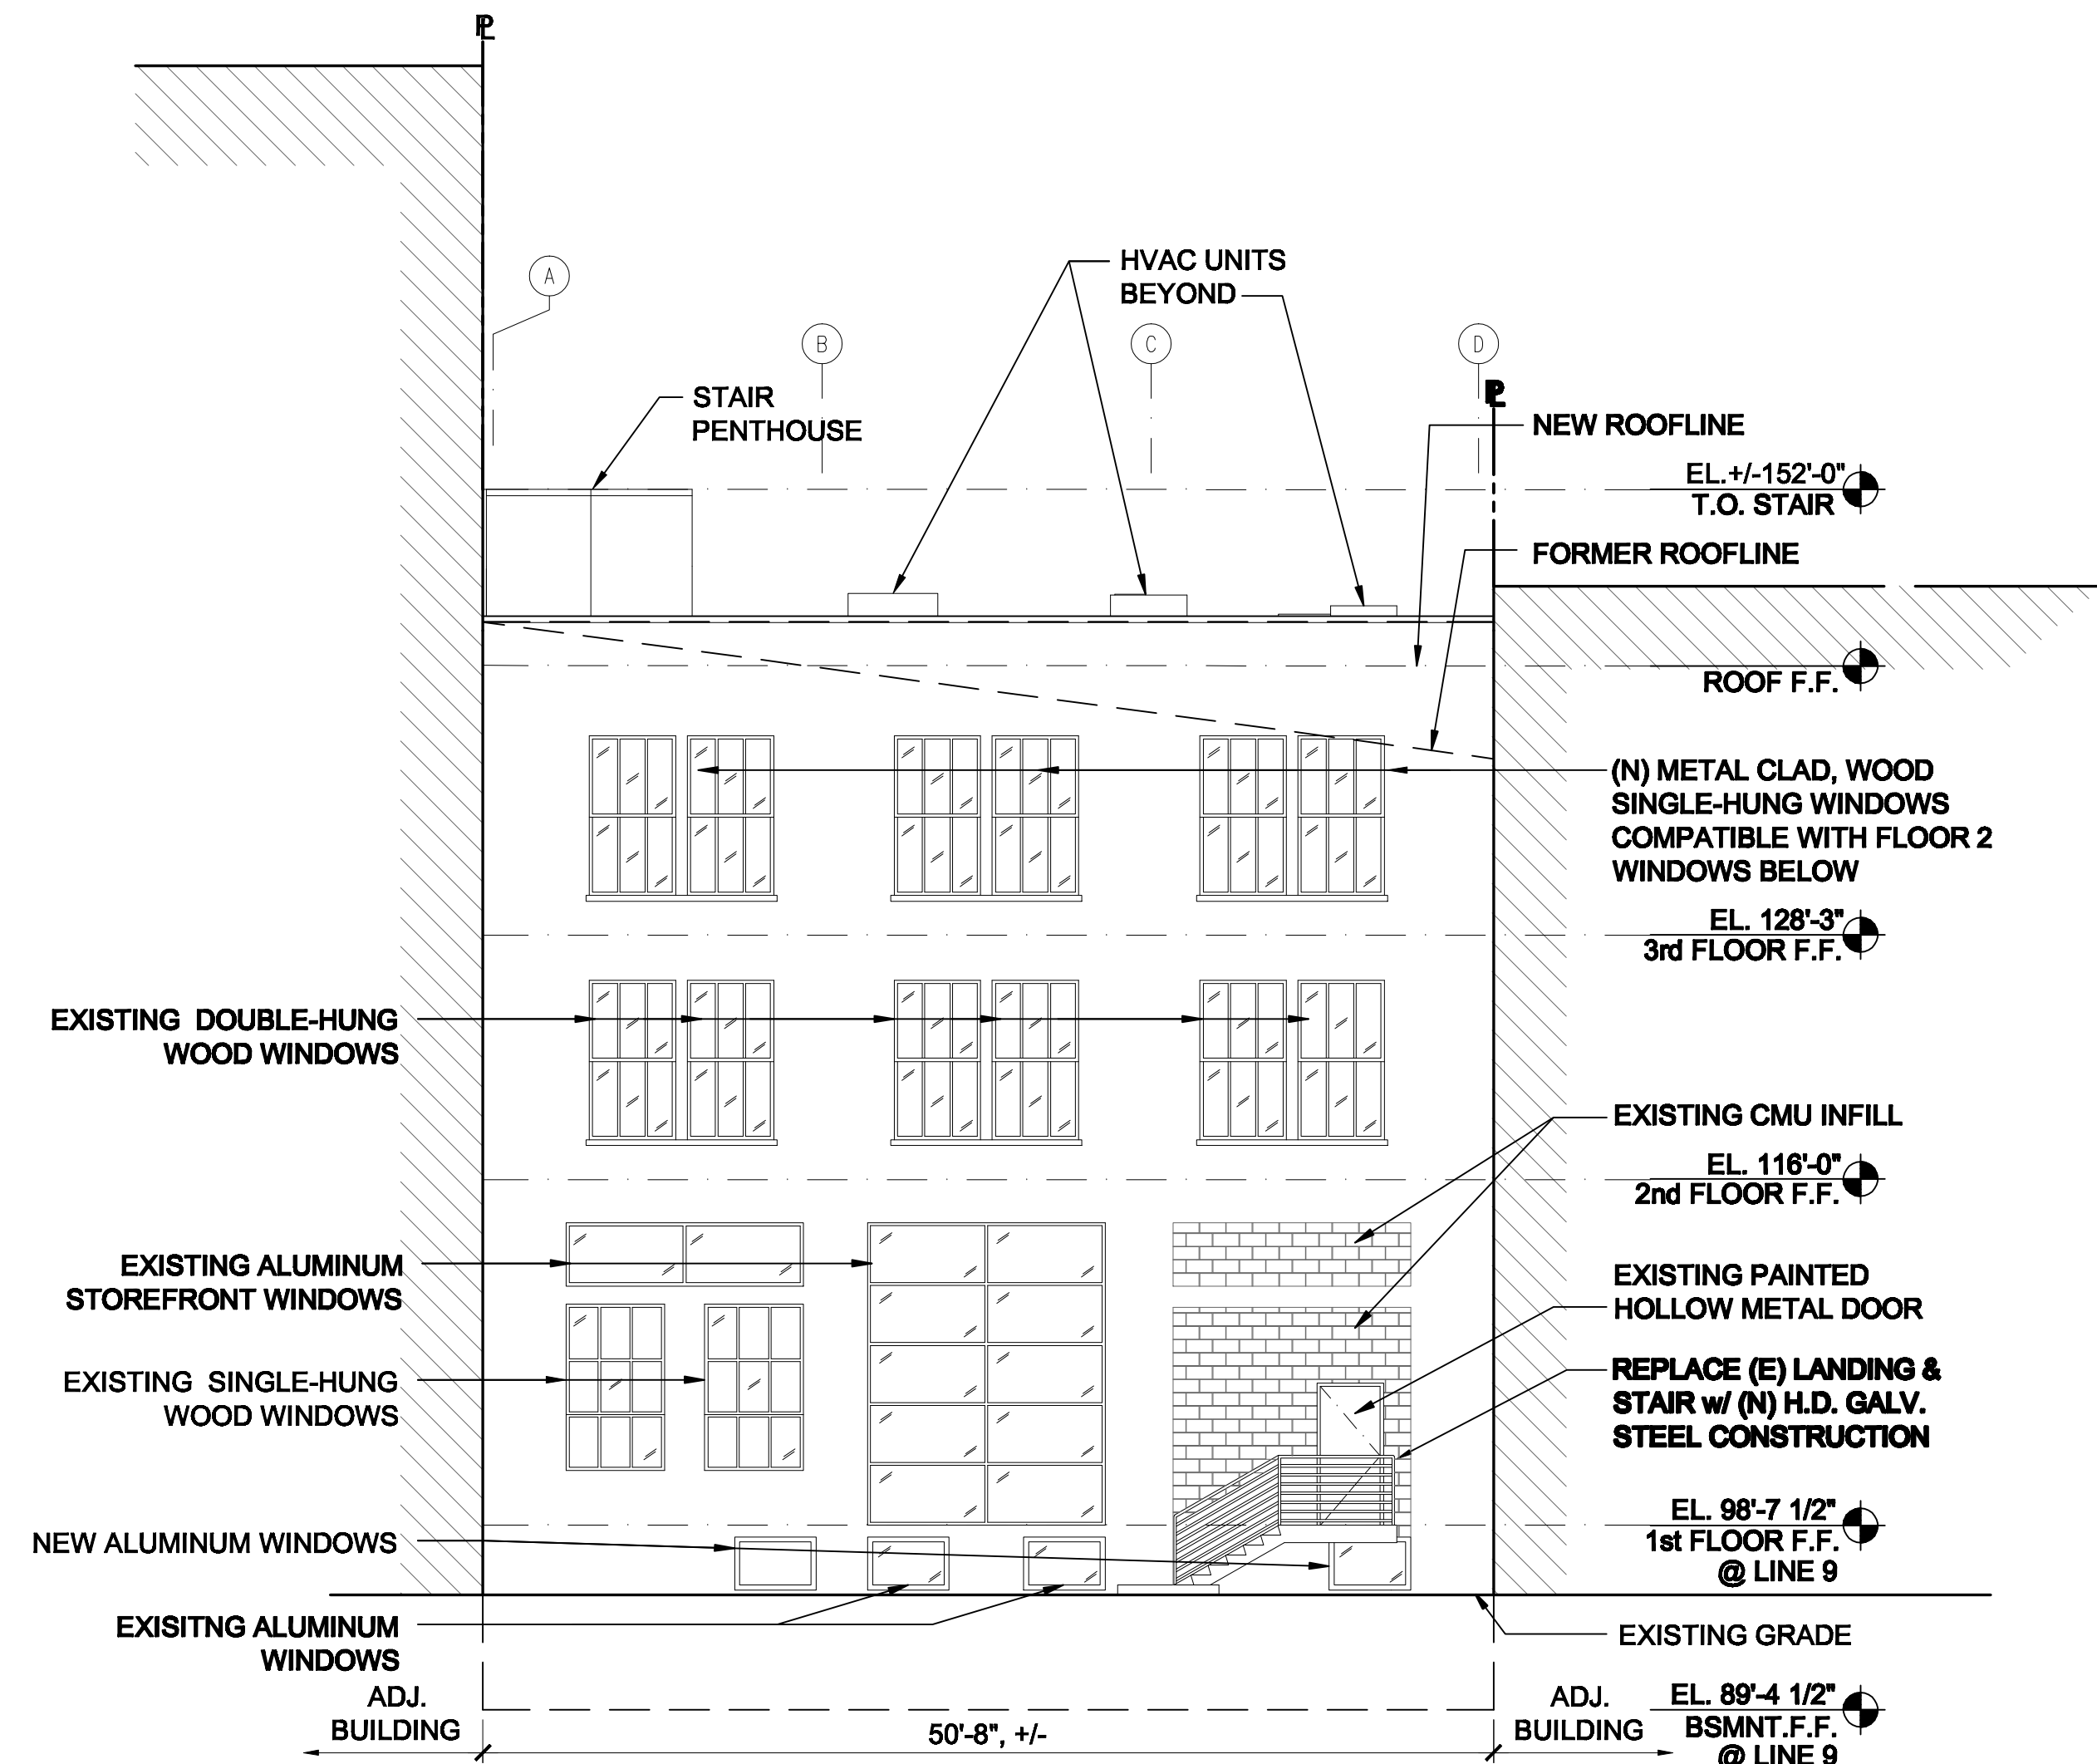 PL
A
HVAC UNITS
BEYOND
B
C
D
STAIR
PENTHOUSE
PL
NEW ROOFLINE
EL.+/-152'-0"
T.O. STAIR
FORMER ROOFLINE
ROOF F.F.
(N) METAL CLAD, WOOD
SINGLE-HUNG WINDOWS
COMPATIBLE WITH FLOOR 2
WINDOWS BELOW
EL. 128'-3"
3rd FLOOR F.F.
EXISTING DOUBLE-HUNG
WOOD WINDOWS
EXISTING CMU INFILL
EL. 116'-0"
2nd FLOOR F.F.
EXISTING ALUMINUM
STOREFRONT WINDOWS
EXISTING PAINTED
HOLLOW METAL DOOR
EXISTING SINGLE-HUNG
WOOD WINDOWS
REPLACE (E) LANDING &
STAIR w/ (N) H.D. GALV.
STEEL CONSTRUCTION
EL. 98'-7 1/2"
1st FLOOR F.F.
@ LINE 9
NEW ALUMINUM WINDOWS
EXISITNG ALUMINUM
WINDOWS
EXISTING GRADE
ADJ.
BUILDING
50'-8", +/-
ADJ.
BUILDING
EL. 89'-4 1/2"
BSMNT.F.F.
@ LINE 9